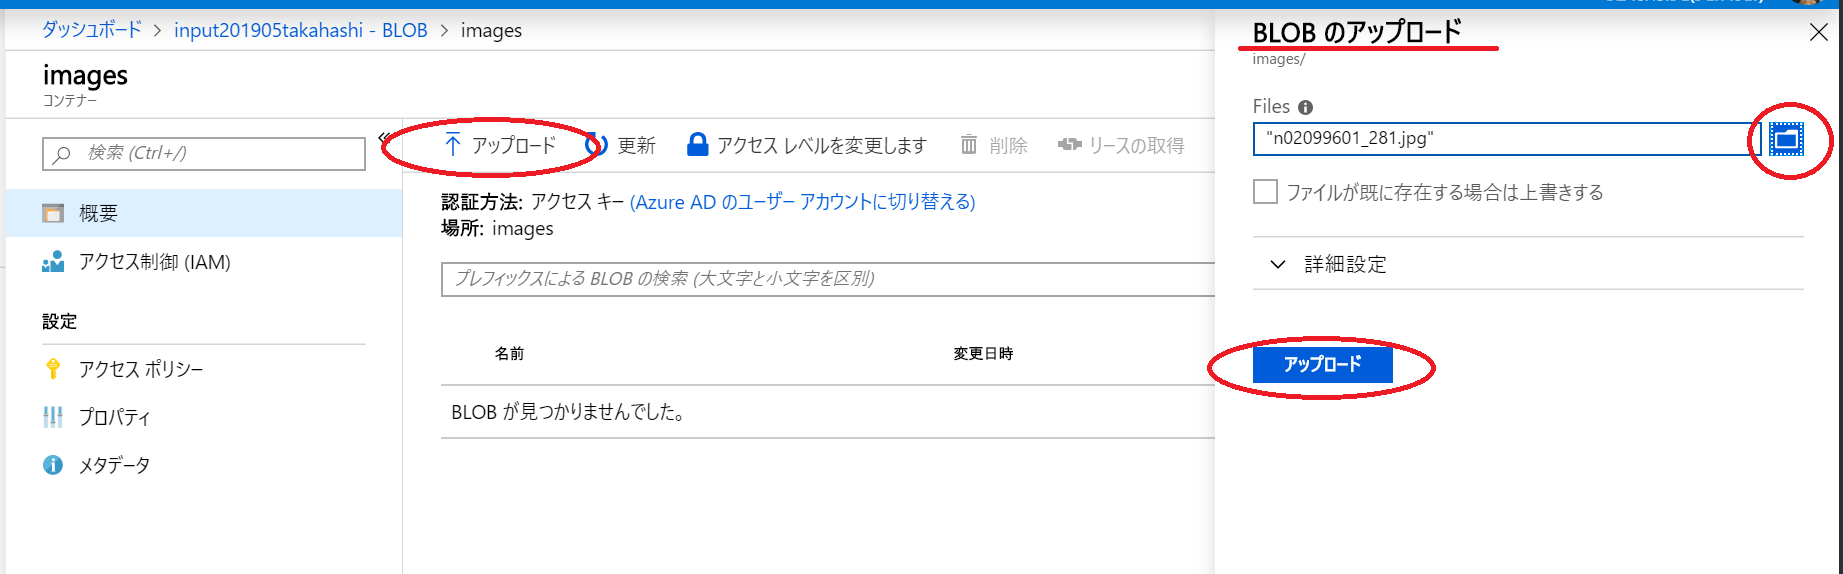 ダッシュボード > input201905takahashi - BLOB > images
images
コンテナー
検索 (Ctrl+/)
概要
アクセス制御 (IAM)
設定
アクセス ポリシー
プロパティ
メタデータ
アップロード 更新 アクセス レベルを変更します 削除 リースの取得
認証方法: アクセス キー (Azure AD のユーザー アカウントに切り替える)
場所: images
プレフィックスによる BLOB の検索 (大文字と小文字を区別)
名前 変更日時
BLOB が見つかりませんでした。
BLOB のアップロード
images/
Files
"n02099601_281.jpg"
ファイルが既に存在する場合は上書きする
詳細設定
アップロード